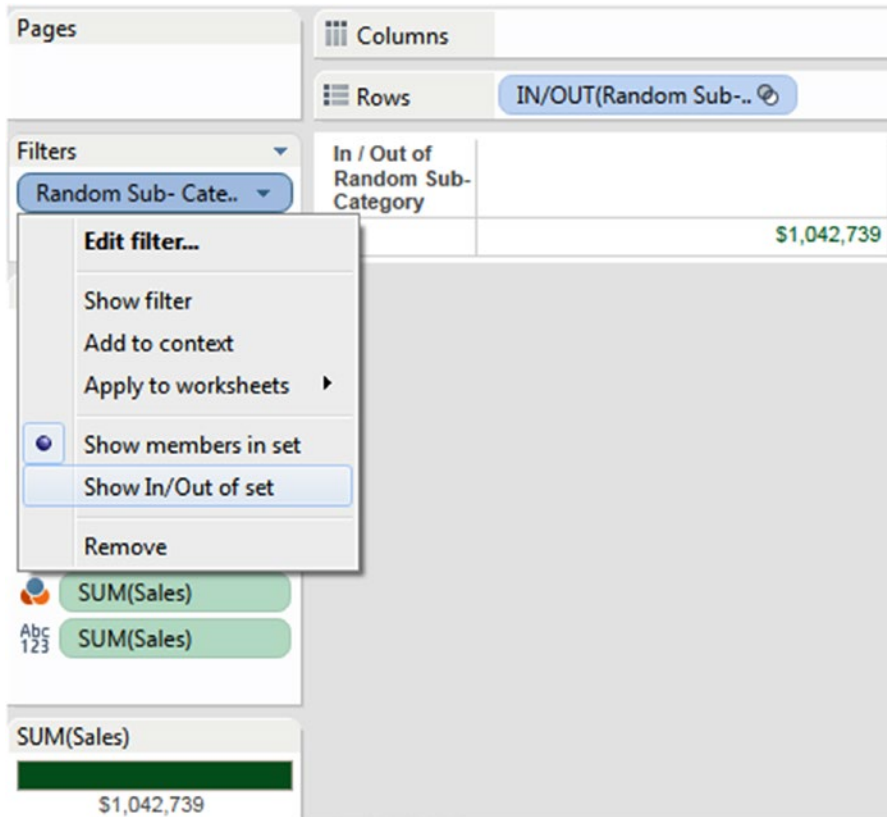 Pages
Columns
Rows
IN/OUT(Random Sub-..
Filters
Random Sub- Cate..
In / Out of
Random Sub-
Category
$1,042,739
Edit filter...
Show filter
Add to context
Apply to worksheets
Show members in set
Show In/Out of set
Remove
SUM(Sales)
Abc
123
SUM(Sales)
SUM(Sales)
$1,042,739